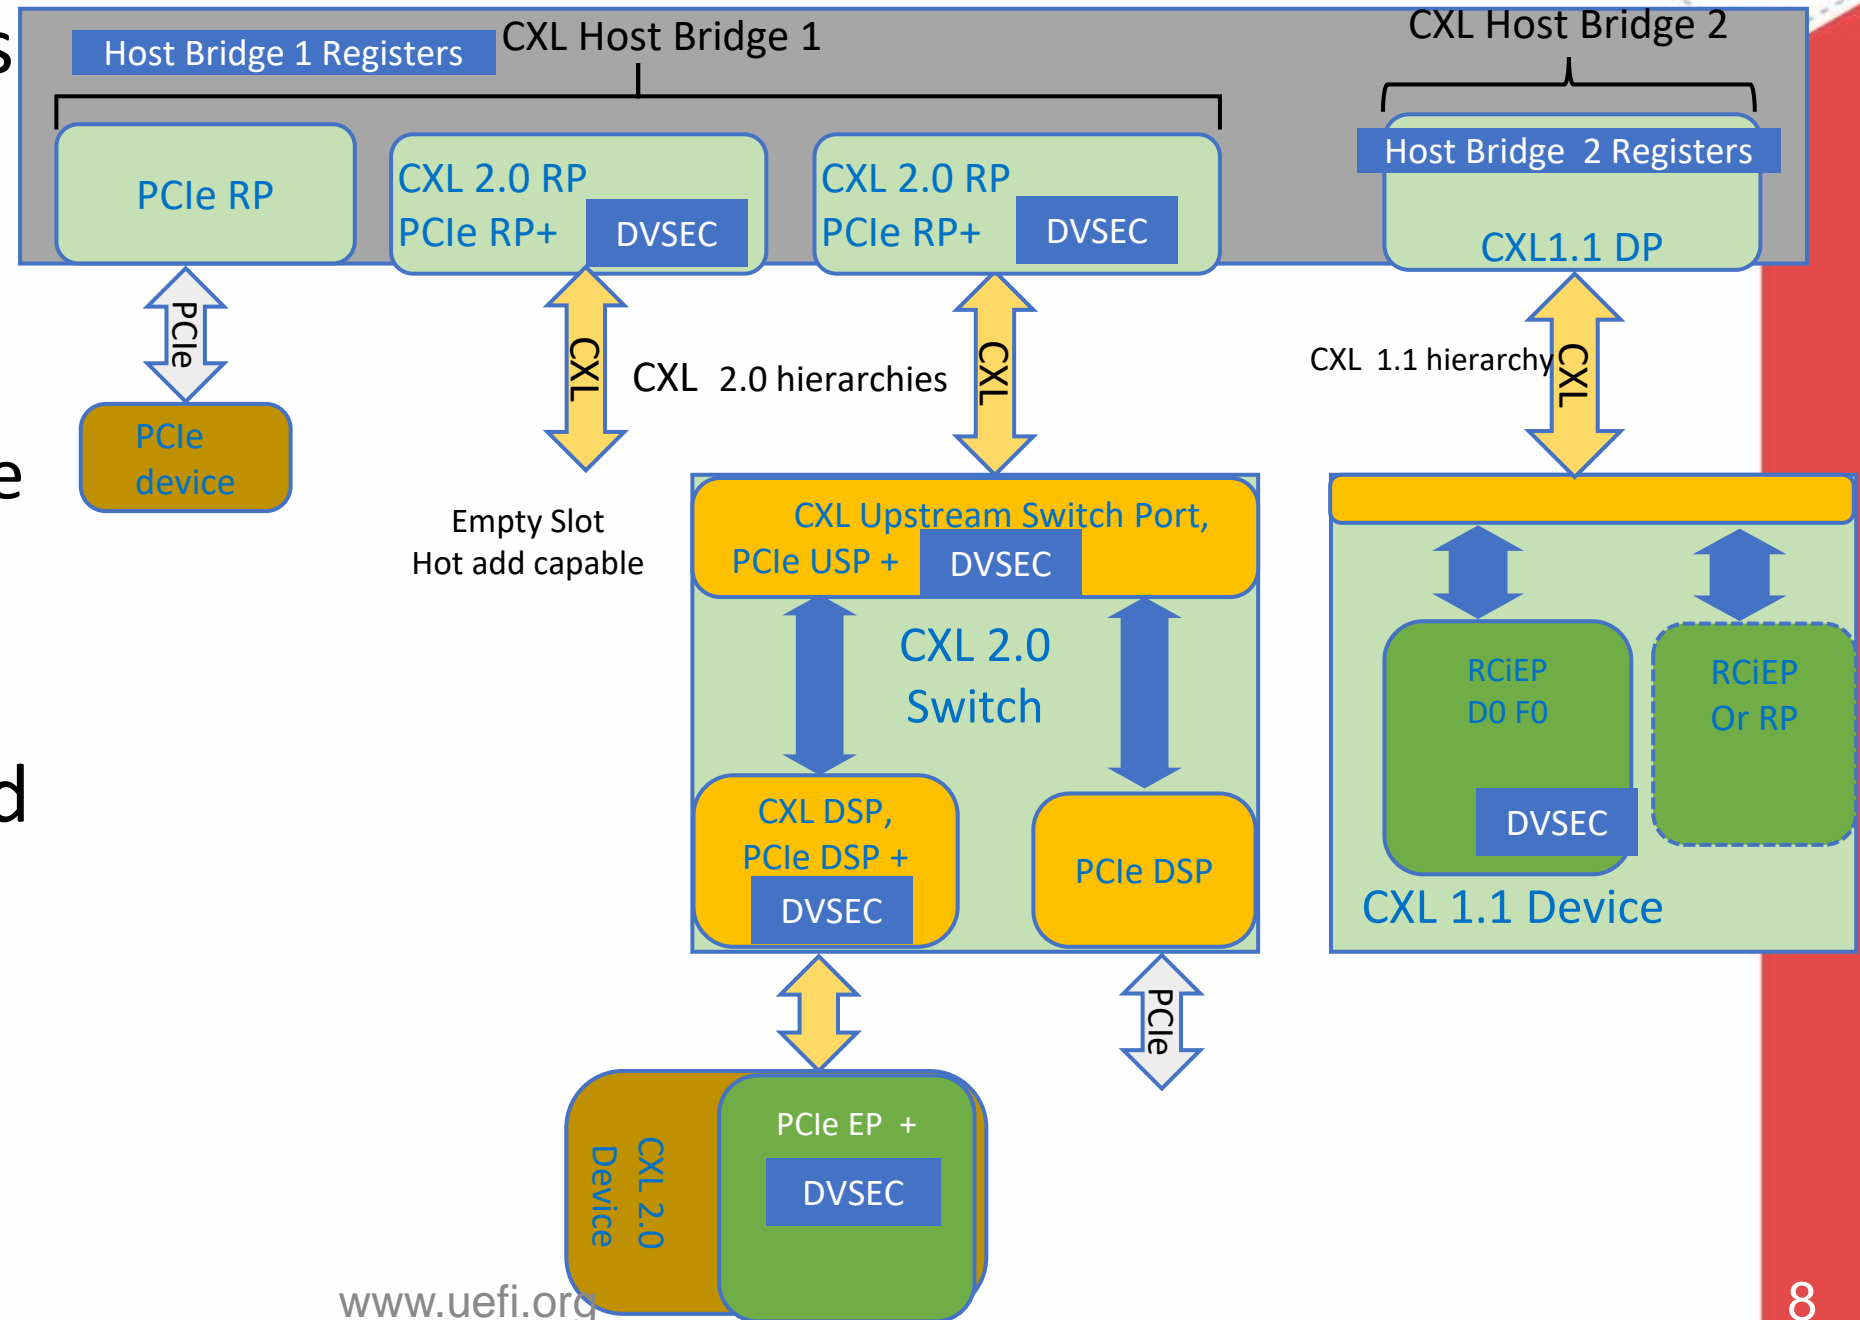 s
e
d
CXL Host Bridge 1
CXL Host Bridge 2
Host Bridge 1 Registers
Host Bridge  2 Registers
PCIe RP
CXL 2.0 RP
PCIe RP+
DVSEC
CXL 2.0 RP
PCIe RP+
DVSEC
CXL1.1 DP
PCIe
CXL
CXL  2.0 hierarchies
CXL
CXL  1.1 hierarchy
CXL
PCIe
device
Empty Slot
Hot add capable
CXL Upstream Switch Port,
PCIe USP +
DVSEC
CXL 2.0
Switch
CXL DSP,
PCIe DSP +
DVSEC
PCIe DSP
RCiEP
D0 F0
DVSEC
RCiEP
Or RP
CXL 1.1 Device
PCIe
CXL 2.0
Device
PCIe EP  +
DVSEC
www.uefi.org
8